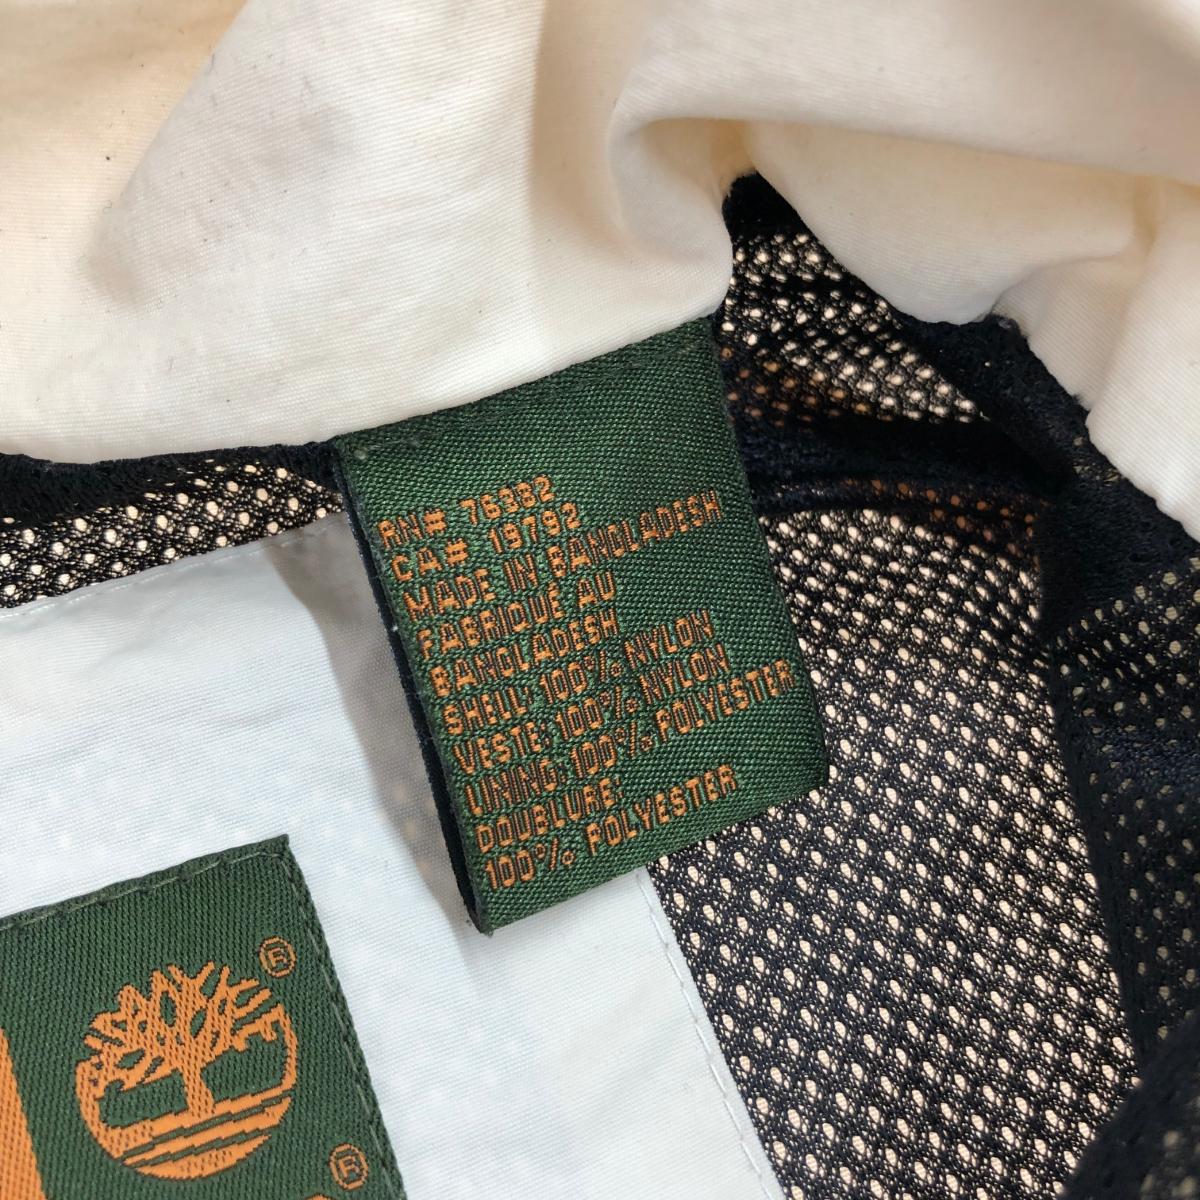 RN# 76382
CA# 19792
MADE IN BANGLADESH
FABRIQUÉ AU
BANGLADESH
SHELL: 100% NYLON
VESTE: 100% NYLON
LINING: 100% POLYESTER
DOUBLURE:
100% POLYESTER
®
®